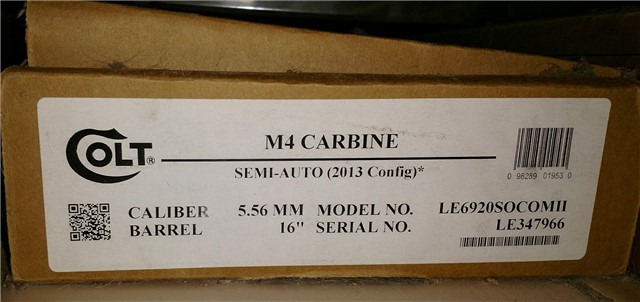 COLT®
M4 CARBINE
SEMI-AUTO (2013 Config)*
CALIBER 5.56 MM MODEL NO. LE6920SOCOMII
BARREL 16" SERIAL NO. LE347966
0 98289 01953 0